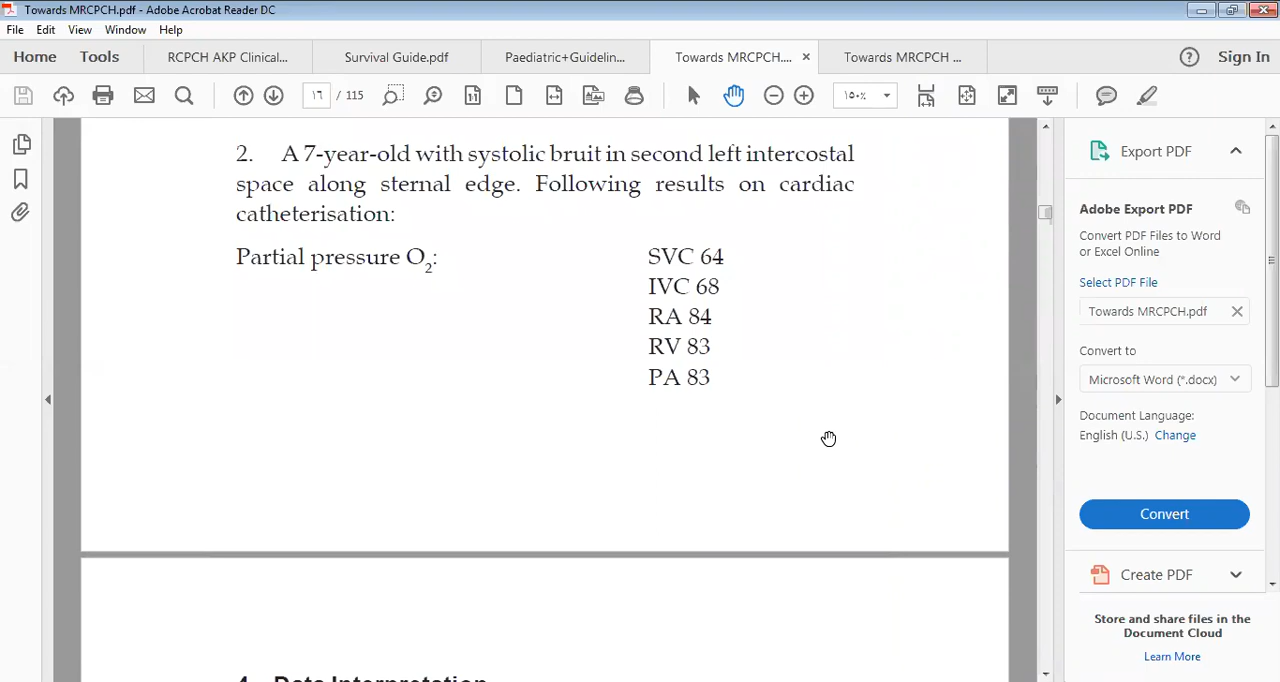 Towards MRCPCH.pdf - Adobe Acrobat Reader DC
File Edit View Window Help
Home Tools RCPCH AKP Clinical... Survival Guide.pdf Paediatric+Guidelin... Towards MRCPCH.... × Towards MRCPCH ... ? Sign In
١٦ / 115 ١٥٠%
2. A 7-year-old with systolic bruit in second left intercostal
space along sternal edge. Following results on cardiac
catheterisation:
Partial pressure O2: SVC 64
IVC 68
RA 84
RV 83
PA 83
Export PDF
Adobe Export PDF
Convert PDF Files to Word
or Excel Online
Select PDF File
Towards MRCPCH.pdf ×
Convert to
Microsoft Word (*.docx)
Document Language:
English (U.S.) Change
Convert
Create PDF
Store and share files in the
Document Cloud
Learn More
4 Data Interpretation